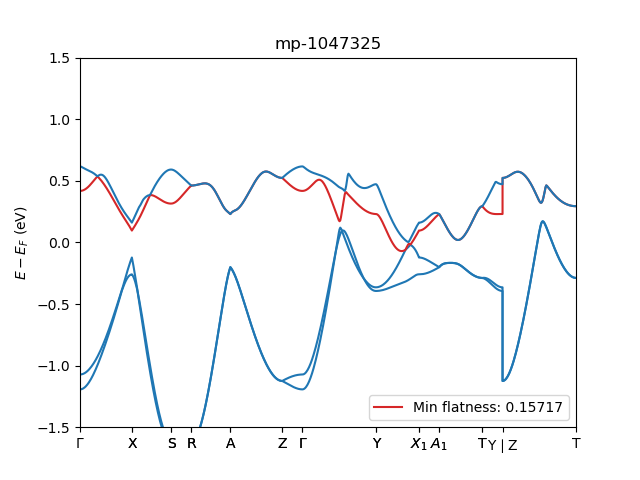 mp-1047325
E − E_F (eV)
1.5
1.0
0.5
0.0
−0.5
−1.0
−1.5
Min flatness: 0.15717
Γ X S R A Z Γ Y X₁ A₁ T Y | Z T